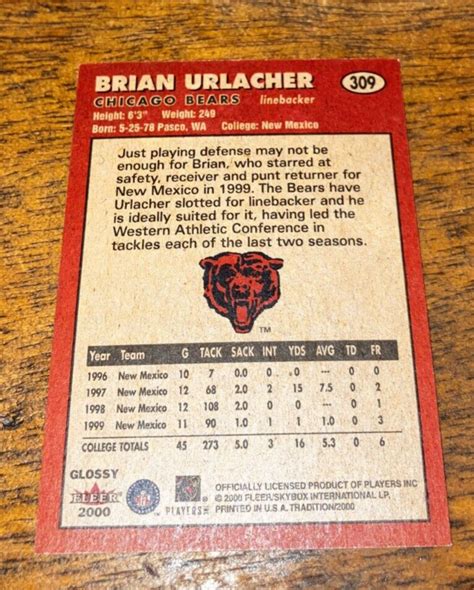 BRIAN URLACHER 309
CHICAGO BEARS linebacker
Height: 6'3" Weight: 249
Born: 5-25-78 Pasco, WA College: New Mexico
Just playing defense may not be
enough for Brian, who starred at
safety, receiver and punt returner for
New Mexico in 1999. The Bears have
Urlacher slotted for linebacker and he
is ideally suited for it, having led the
Western Athletic Conference in
tackles each of the last two seasons.
TM
Year Team G TACK SACK INT YDS AVG TD FR
1996 New Mexico 10 7 0.0 0 0 --- 0 0
1997 New Mexico 12 68 2.0 2 15 7.5 0 2
1998 New Mexico 12 108 2.0 0 0 --- 0 1
1999 New Mexico 11 90 1.0 1 1 1.0 0 3
COLLEGE TOTALS 45 273 5.0 3 16 5.3 0 6
GLOSSY
FLEER
2000
PLAYERS
OFFICIALLY LICENSED PRODUCT OF PLAYERS INC
© 2000 FLEER/SKYBOX INTERNATIONAL LP.
PRINTED IN U.S.A. TRADITION/2000